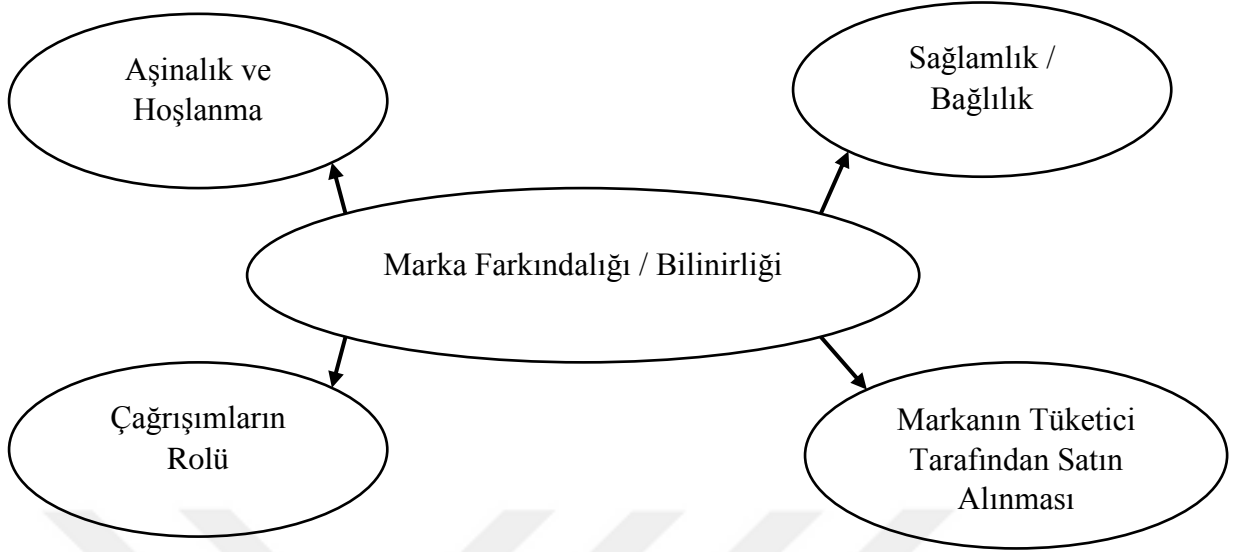 Aşinalık ve
Hoşlanma
Sağlamlık /
Bağlılık
Marka Farkındalığı / Bilinirliği
Çağrışımların
Rolü
Markanın Tüketici
Tarafından Satın
Alınması